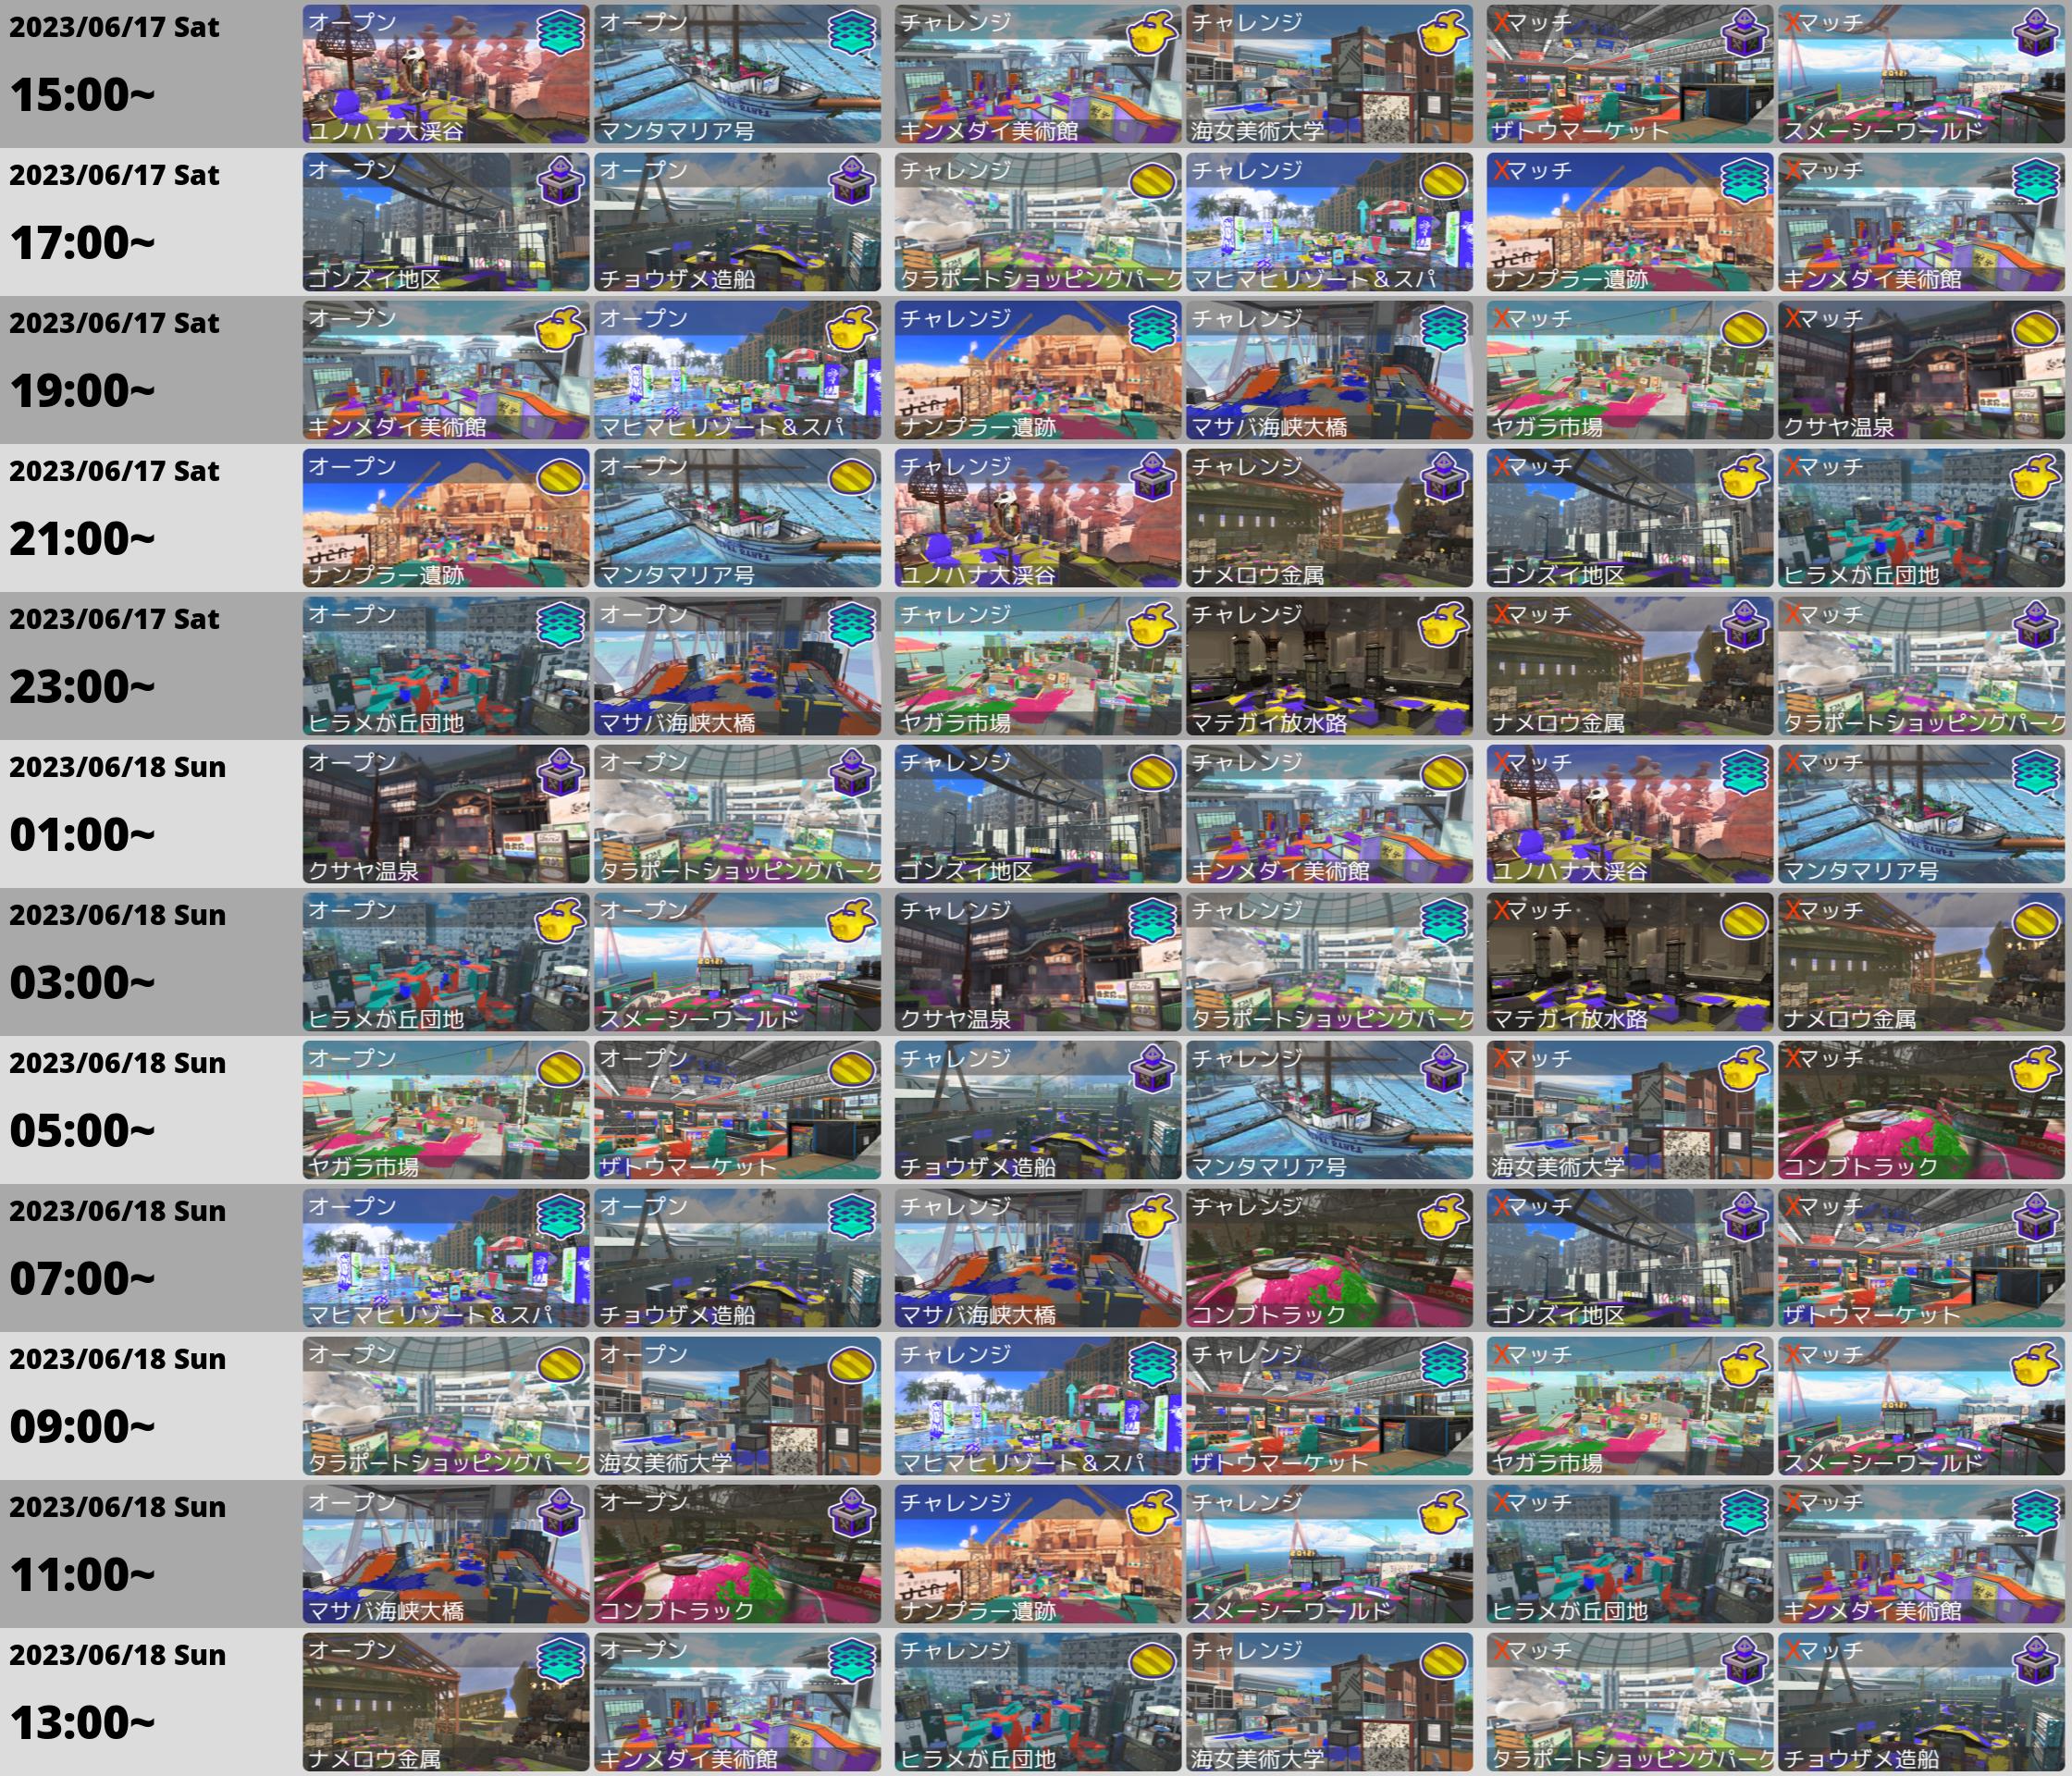 2023/06/17 Sat
15:00~
オープン
ユノハナ大渓谷
オープン
マンタマリア号
チャレンジ
キンメダイ美術館
チャレンジ
海女美術大学
Xマッチ
ザトウマーケット
Xマッチ
スメーシーワールド
2023/06/17 Sat
17:00~
オープン
ゴンズイ地区
オープン
チョウザメ造船
チャレンジ
タラポートショッピングパーク
チャレンジ
マヒマヒリゾート＆スパ
Xマッチ
ナンプラー遺跡
Xマッチ
キンメダイ美術館
2023/06/17 Sat
19:00~
オープン
キンメダイ美術館
オープン
マヒマヒリゾート＆スパ
チャレンジ
ナンプラー遺跡
チャレンジ
マサバ海峡大橋
Xマッチ
ヤガラ市場
Xマッチ
クサヤ温泉
2023/06/17 Sat
21:00~
オープン
ナンプラー遺跡
オープン
マンタマリア号
チャレンジ
ユノハナ大渓谷
チャレンジ
ナメロウ金属
Xマッチ
ゴンズイ地区
Xマッチ
ヒラメが丘団地
2023/06/17 Sat
23:00~
オープン
ヒラメが丘団地
オープン
マサバ海峡大橋
チャレンジ
ヤガラ市場
チャレンジ
マテガイ放水路
Xマッチ
ナメロウ金属
Xマッチ
タラポートショッピングパーク
2023/06/18 Sun
01:00~
オープン
クサヤ温泉
オープン
タラポートショッピングパーク
チャレンジ
ゴンズイ地区
チャレンジ
キンメダイ美術館
Xマッチ
ユノハナ大渓谷
Xマッチ
マンタマリア号
2023/06/18 Sun
03:00~
オープン
ヒラメが丘団地
オープン
スメーシーワールド
チャレンジ
クサヤ温泉
チャレンジ
タラポートショッピングパーク
Xマッチ
マテガイ放水路
Xマッチ
ナメロウ金属
2023/06/18 Sun
05:00~
オープン
ヤガラ市場
オープン
ザトウマーケット
チャレンジ
チョウザメ造船
チャレンジ
マンタマリア号
Xマッチ
海女美術大学
Xマッチ
コンブトラック
2023/06/18 Sun
07:00~
オープン
マヒマヒリゾート＆スパ
オープン
チョウザメ造船
チャレンジ
マサバ海峡大橋
チャレンジ
コンブトラック
Xマッチ
ゴンズイ地区
Xマッチ
ザトウマーケット
2023/06/18 Sun
09:00~
オープン
タラポートショッピングパーク
オープン
海女美術大学
チャレンジ
マヒマヒリゾート＆スパ
チャレンジ
ザトウマーケット
Xマッチ
ヤガラ市場
Xマッチ
スメーシーワールド
2023/06/18 Sun
11:00~
オープン
マサバ海峡大橋
オープン
コンブトラック
チャレンジ
ナンプラー遺跡
チャレンジ
スメーシーワールド
Xマッチ
ヒラメが丘団地
Xマッチ
キンメダイ美術館
2023/06/18 Sun
13:00~
オープン
ナメロウ金属
オープン
キンメダイ美術館
チャレンジ
ヒラメが丘団地
チャレンジ
海女美術大学
Xマッチ
タラポートショッピングパーク
Xマッチ
チョウザメ造船